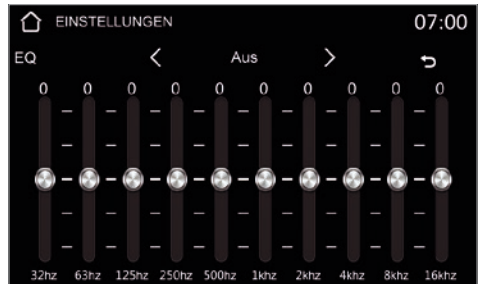 EINSTELLUNGEN 07:00
EQ < Aus >
0 0 0 0 0 0 0 0 0 0
32hz 63hz 125hz 250hz 500hz 1khz 2khz 4khz 8khz 16khz